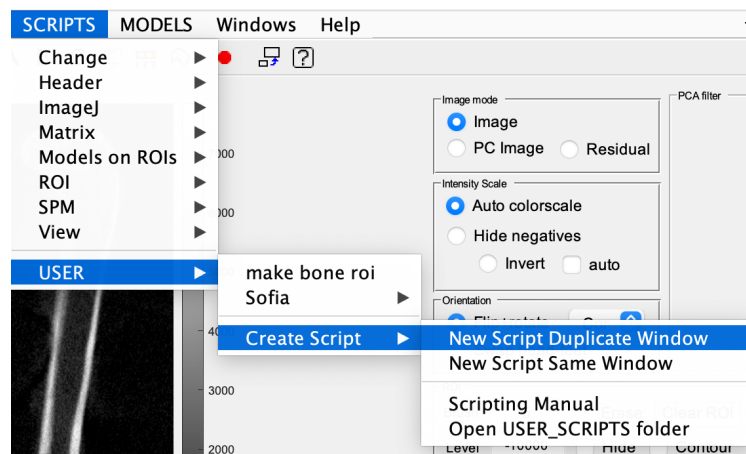 SCRIPTS MODELS Windows Help
Change
Header
ImageJ
Matrix
Models on ROIs
ROI
SPM
View
USER
make bone roi
Sofia
Create Script
New Script Duplicate Window
New Script Same Window
Scripting Manual
Open USER_SCRIPTS folder
Image mode
Image
PC Image Residual
PCA filter
Intensity Scale
Auto colorscale
Hide negatives
Invert auto
Orientation
3000
2000
Level -10000 Hide Contour